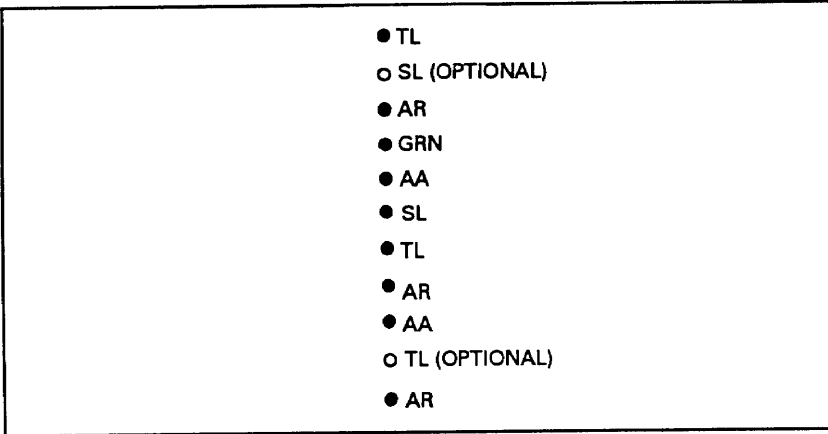 ● TL
○ SL (OPTIONAL)
● AR
● GRN
● AA
● SL
● TL
● AR
● AA
○ TL (OPTIONAL)
● AR